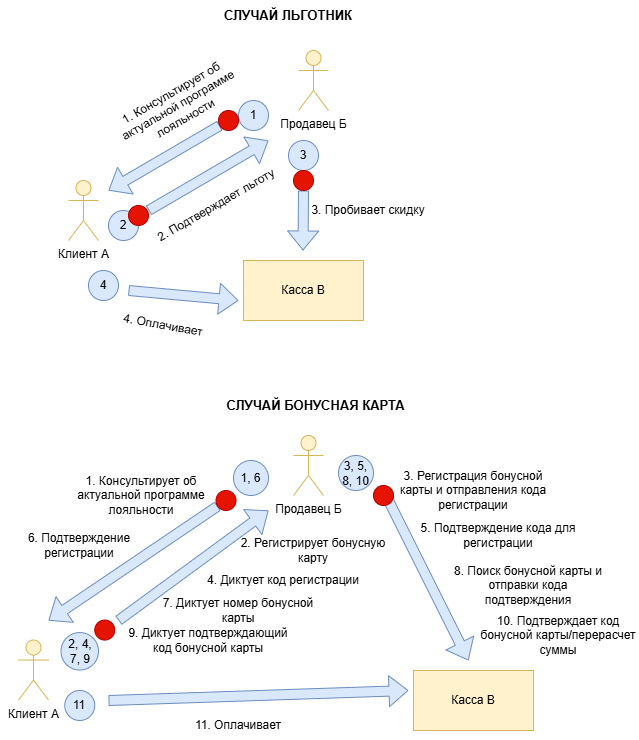 СЛУЧАЙ ЛЬГОТНИК
1. Консультирует об
актуальной программе
лояльности
1
Продавец Б
3
2
2. Подтверждает льготу
3. Пробивает скидку
Клиент А
4
4. Оплачивает
Касса В
СЛУЧАЙ БОНУСНАЯ КАРТА
1. Консультирует об
актуальной программе
лояльности
1, 6
Продавец Б
3, 5,
8, 10
3. Регистрация бонусной
карты и отправления кода
регистрации
6. Подтверждение
регистрации
2. Регистрирует бонусную
карту
5. Подтверждение кода для
регистрации
4. Диктует код регистрации
8. Поиск бонусной карты и
отправки кода
подтверждения
7. Диктует номер бонусной
карты
9. Диктует подтверждающий
код бонусной карты
10. Подтверждает код
бонусной карты/перерасчет
суммы
2, 4,
7, 9
Клиент А
11
11. Оплачивает
Касса В